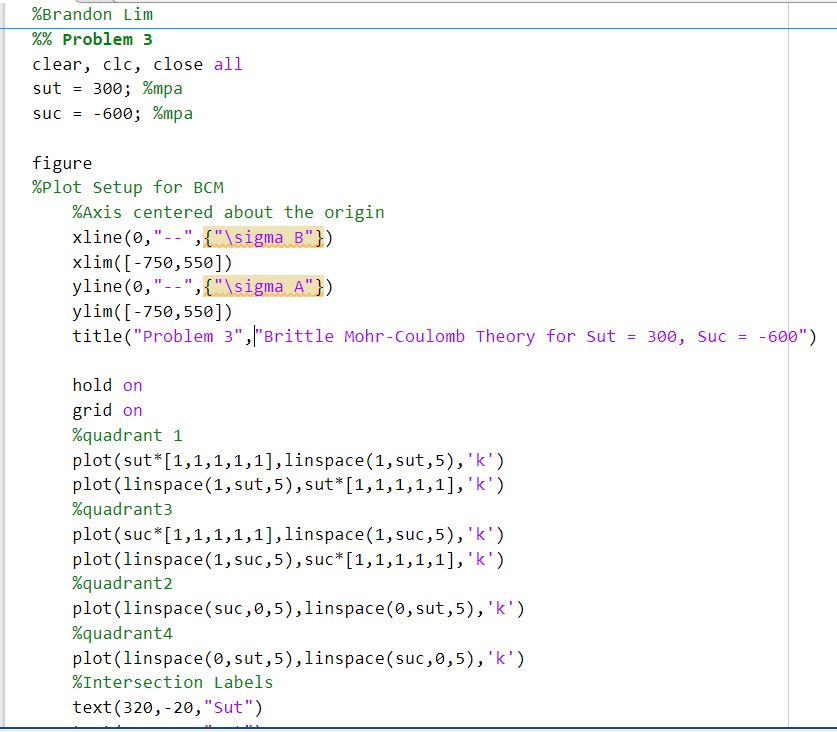 %Brandon Lim
%% Problem 3
clear, clc, close all
sut = 300; %mpa
suc = -600; %mpa
figure
%Plot Setup for BCM
%Axis centered about the origin
xline(0,"--",{"\sigma B"})
xlim([-750,550])
yline(0,"--",{"\sigma A"})
ylim([-750,550])
title("Problem 3","Brittle Mohr-Coulomb Theory for Sut = 300, Suc = -600")
hold on
grid on
%quadrant 1
plot(sut*[1,1,1,1,1],linspace(1,sut,5),'k')
plot(linspace(1,sut,5),sut*[1,1,1,1,1],'k')
%quadrant3
plot(suc*[1,1,1,1,1],linspace(1,suc,5),'k')
plot(linspace(1,suc,5),suc*[1,1,1,1,1],'k')
%quadrant2
plot(linspace(suc,0,5),linspace(0,sut,5),'k')
%quadrant4
plot(linspace(0,sut,5),linspace(suc,0,5),'k')
%Intersection Labels
text(320,-20,"Sut")